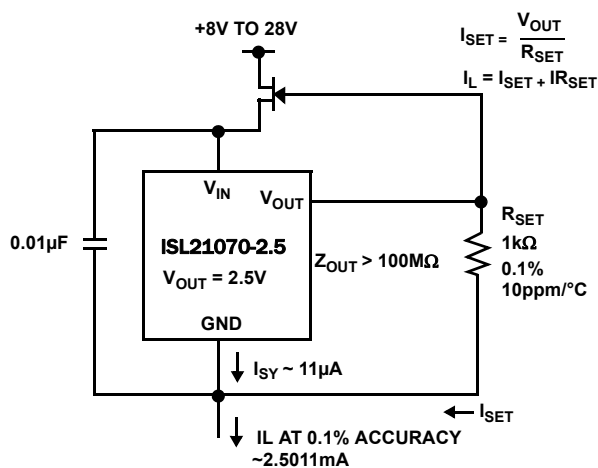 +8V TO 28V
I_SET = V_OUT / R_SET
I_L = I_SET + IR_SET
V_IN
V_OUT
0.01µF
ISL21070-2.5
V_OUT = 2.5V
Z_OUT > 100MΩ
R_SET
1kΩ
0.1%
10ppm/°C
GND
I_SY ~ 11µA
I_SET
IL AT 0.1% ACCURACY
~2.5011mA